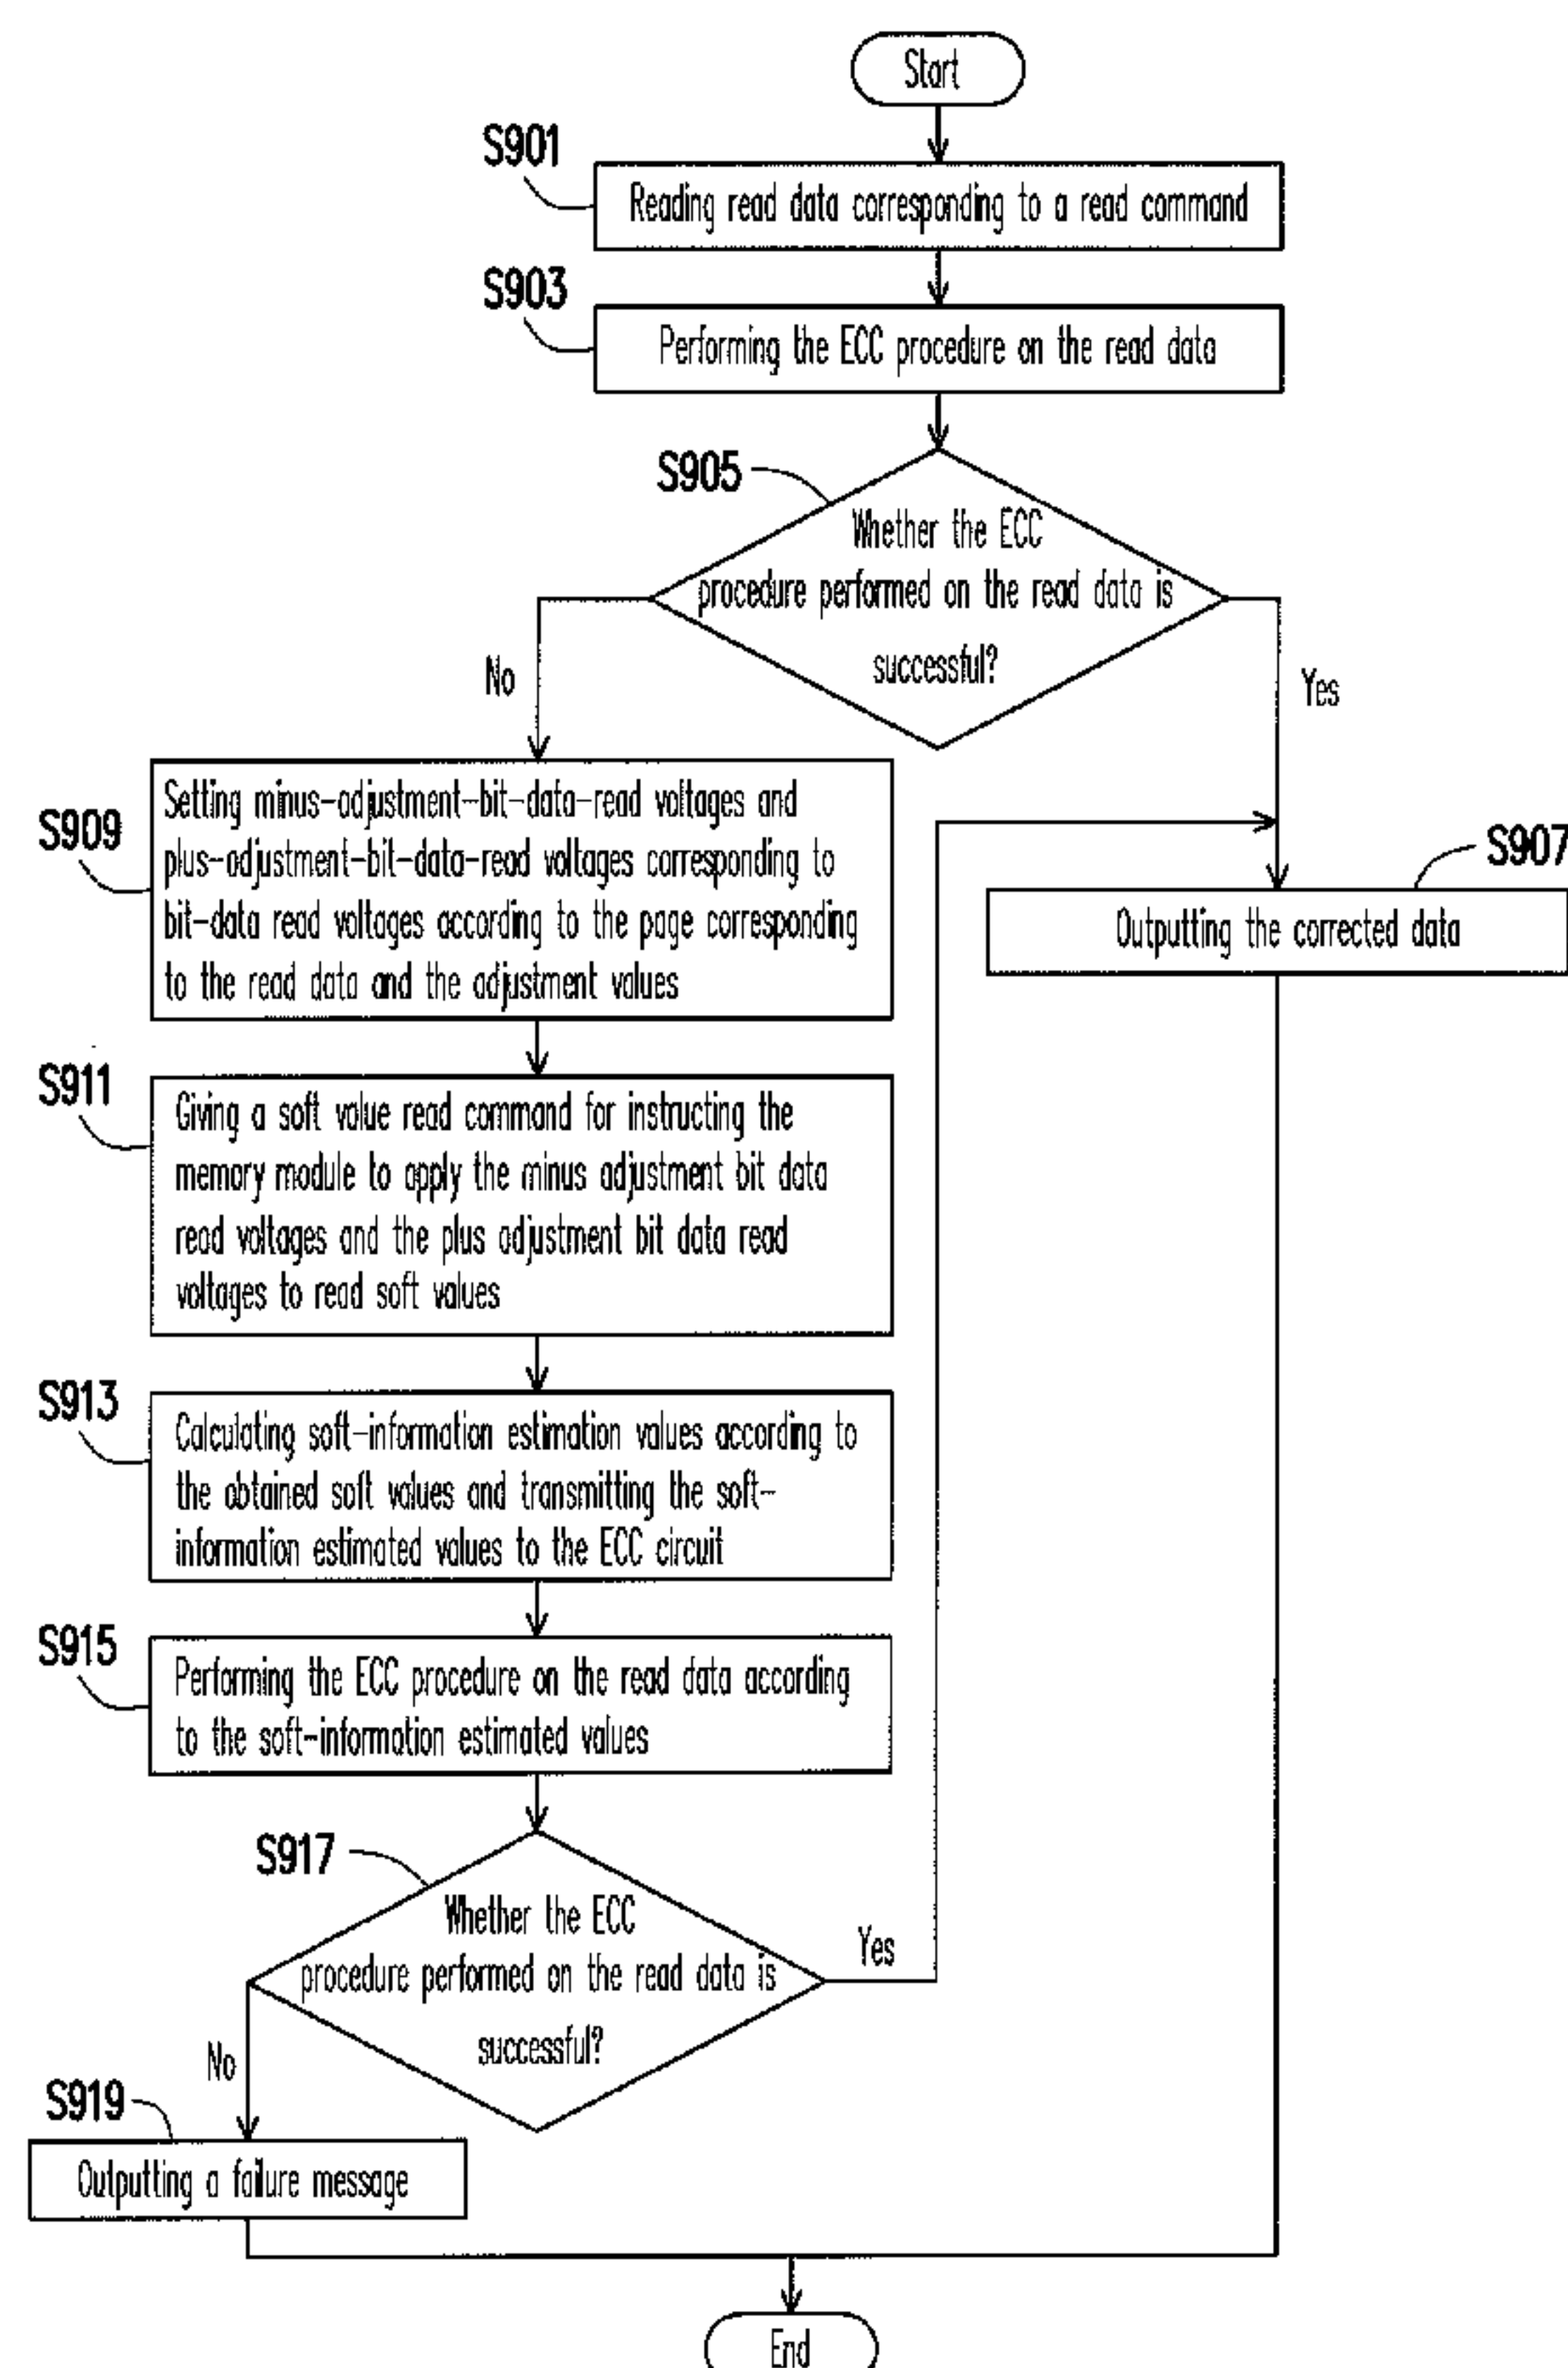 Start
S901
Reading read data corresponding to a read command
S903
Performing the ECC procedure on the read data
S905
Whether the ECC
procedure performed on the read data is
successful?
No
Yes
S909
Setting minus-adjustment-bit-data-read voltages and
plus-adjustment-bit-data-read voltages corresponding to
bit-data read voltages according to the page corresponding
to the read data and the adjustment values
S907
Outputting the corrected data
S911
Giving a soft value read command for instructing the
memory module to apply the minus adjustment bit data
read voltages and the plus adjustment bit data read
voltages to read soft values
S913
Calculating soft-information estimation values according to
the obtained soft values and transmitting the soft-
information estimated values to the ECC circuit
S915
Performing the ECC procedure on the read data according
to the soft-information estimated values
S917
Whether the ECC
procedure performed on the read data is
successful?
Yes
No
S919
Outputting a failure message
End